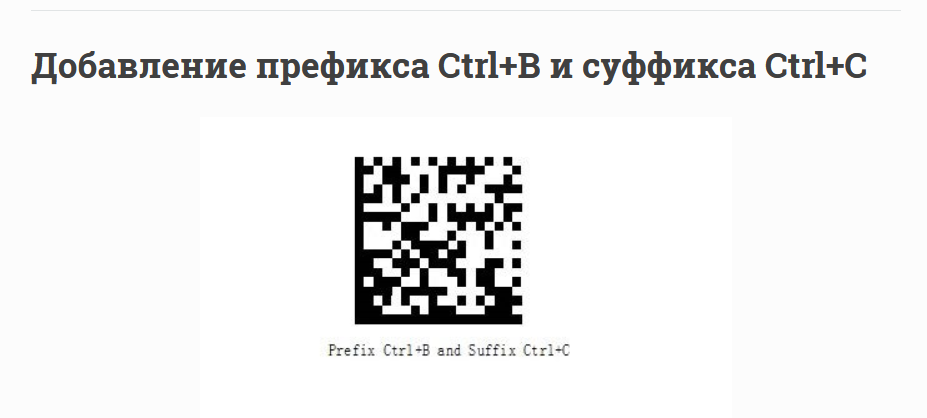 Добавление префикса Ctrl+B и суффикса Ctrl+C
Prefix Ctrl+B and Suffix Ctrl+C